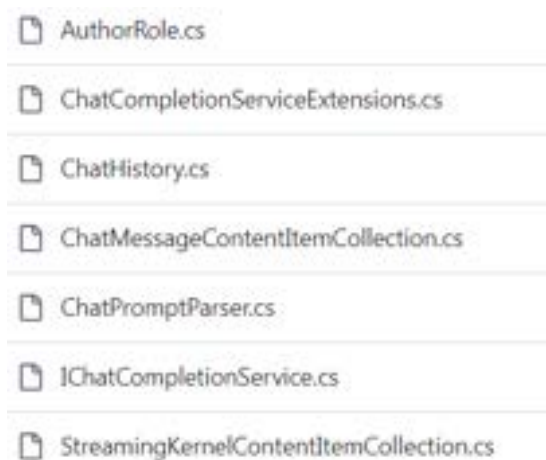 AuthorRole.cs
ChatCompletionServiceExtensions.cs
ChatHistory.cs
ChatMessageContentItemCollection.cs
ChatPromptParser.cs
IChatCompletionService.cs
StreamingKernelContentItemCollection.cs